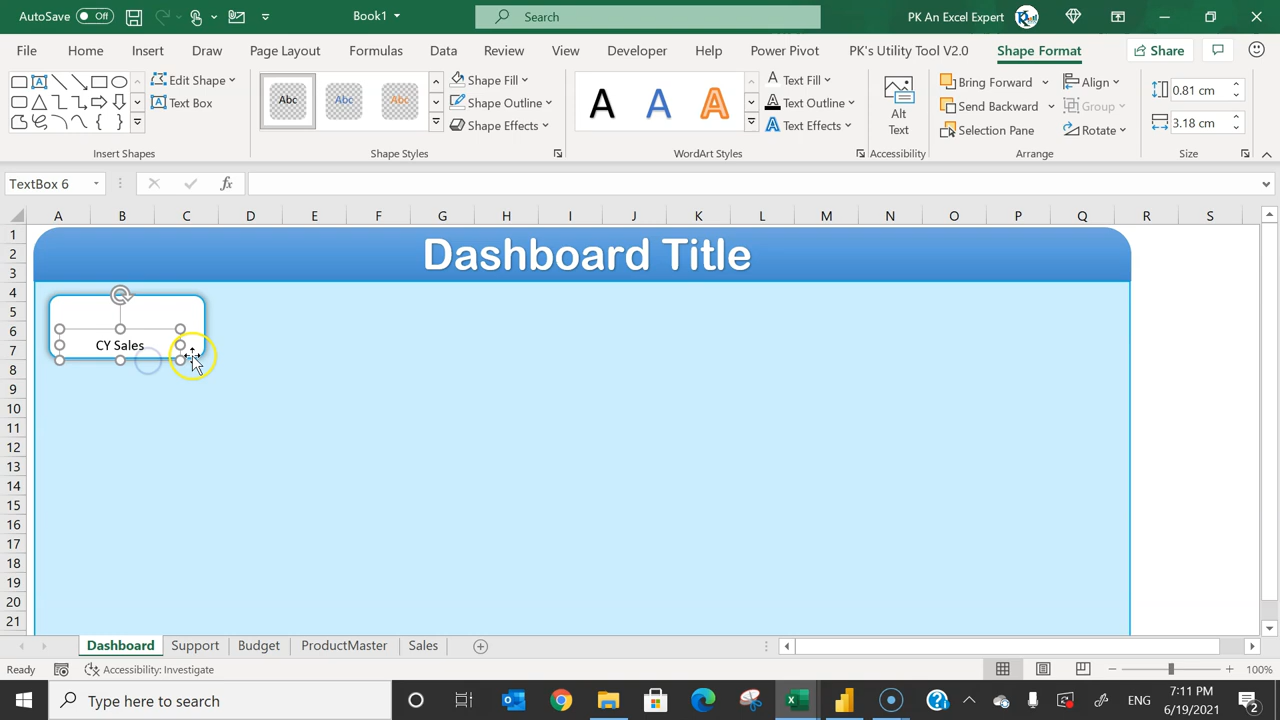 AutoSave Off Book1 Search PK An Excel Expert
File Home Insert Draw Page Layout Formulas Data Review View Developer Help Power Pivot PK's Utility Tool V2.0 Shape Format Share
Edit Shape
Text Box
Insert Shapes
Abc Abc Abc
Shape Fill
Shape Outline
Shape Effects
Shape Styles
A A A
Text Fill
Text Outline
Text Effects
WordArt Styles
Alt
Text
Accessibility
Bring Forward
Send Backward
Selection Pane
Align
Group
Rotate
Arrange
0.81 cm
3.18 cm
Size
TextBox 6 fx
A B C D E F G H I J K L M N O P Q R S
1
2
3
4
5
6
7
8
9
10
11
12
13
14
15
16
17
18
19
20
21
Dashboard Title
CY Sales
Dashboard Support Budget ProductMaster Sales
Ready Accessibility: Investigate 100%
Type here to search ENG 7:11 PM
6/19/2021 2